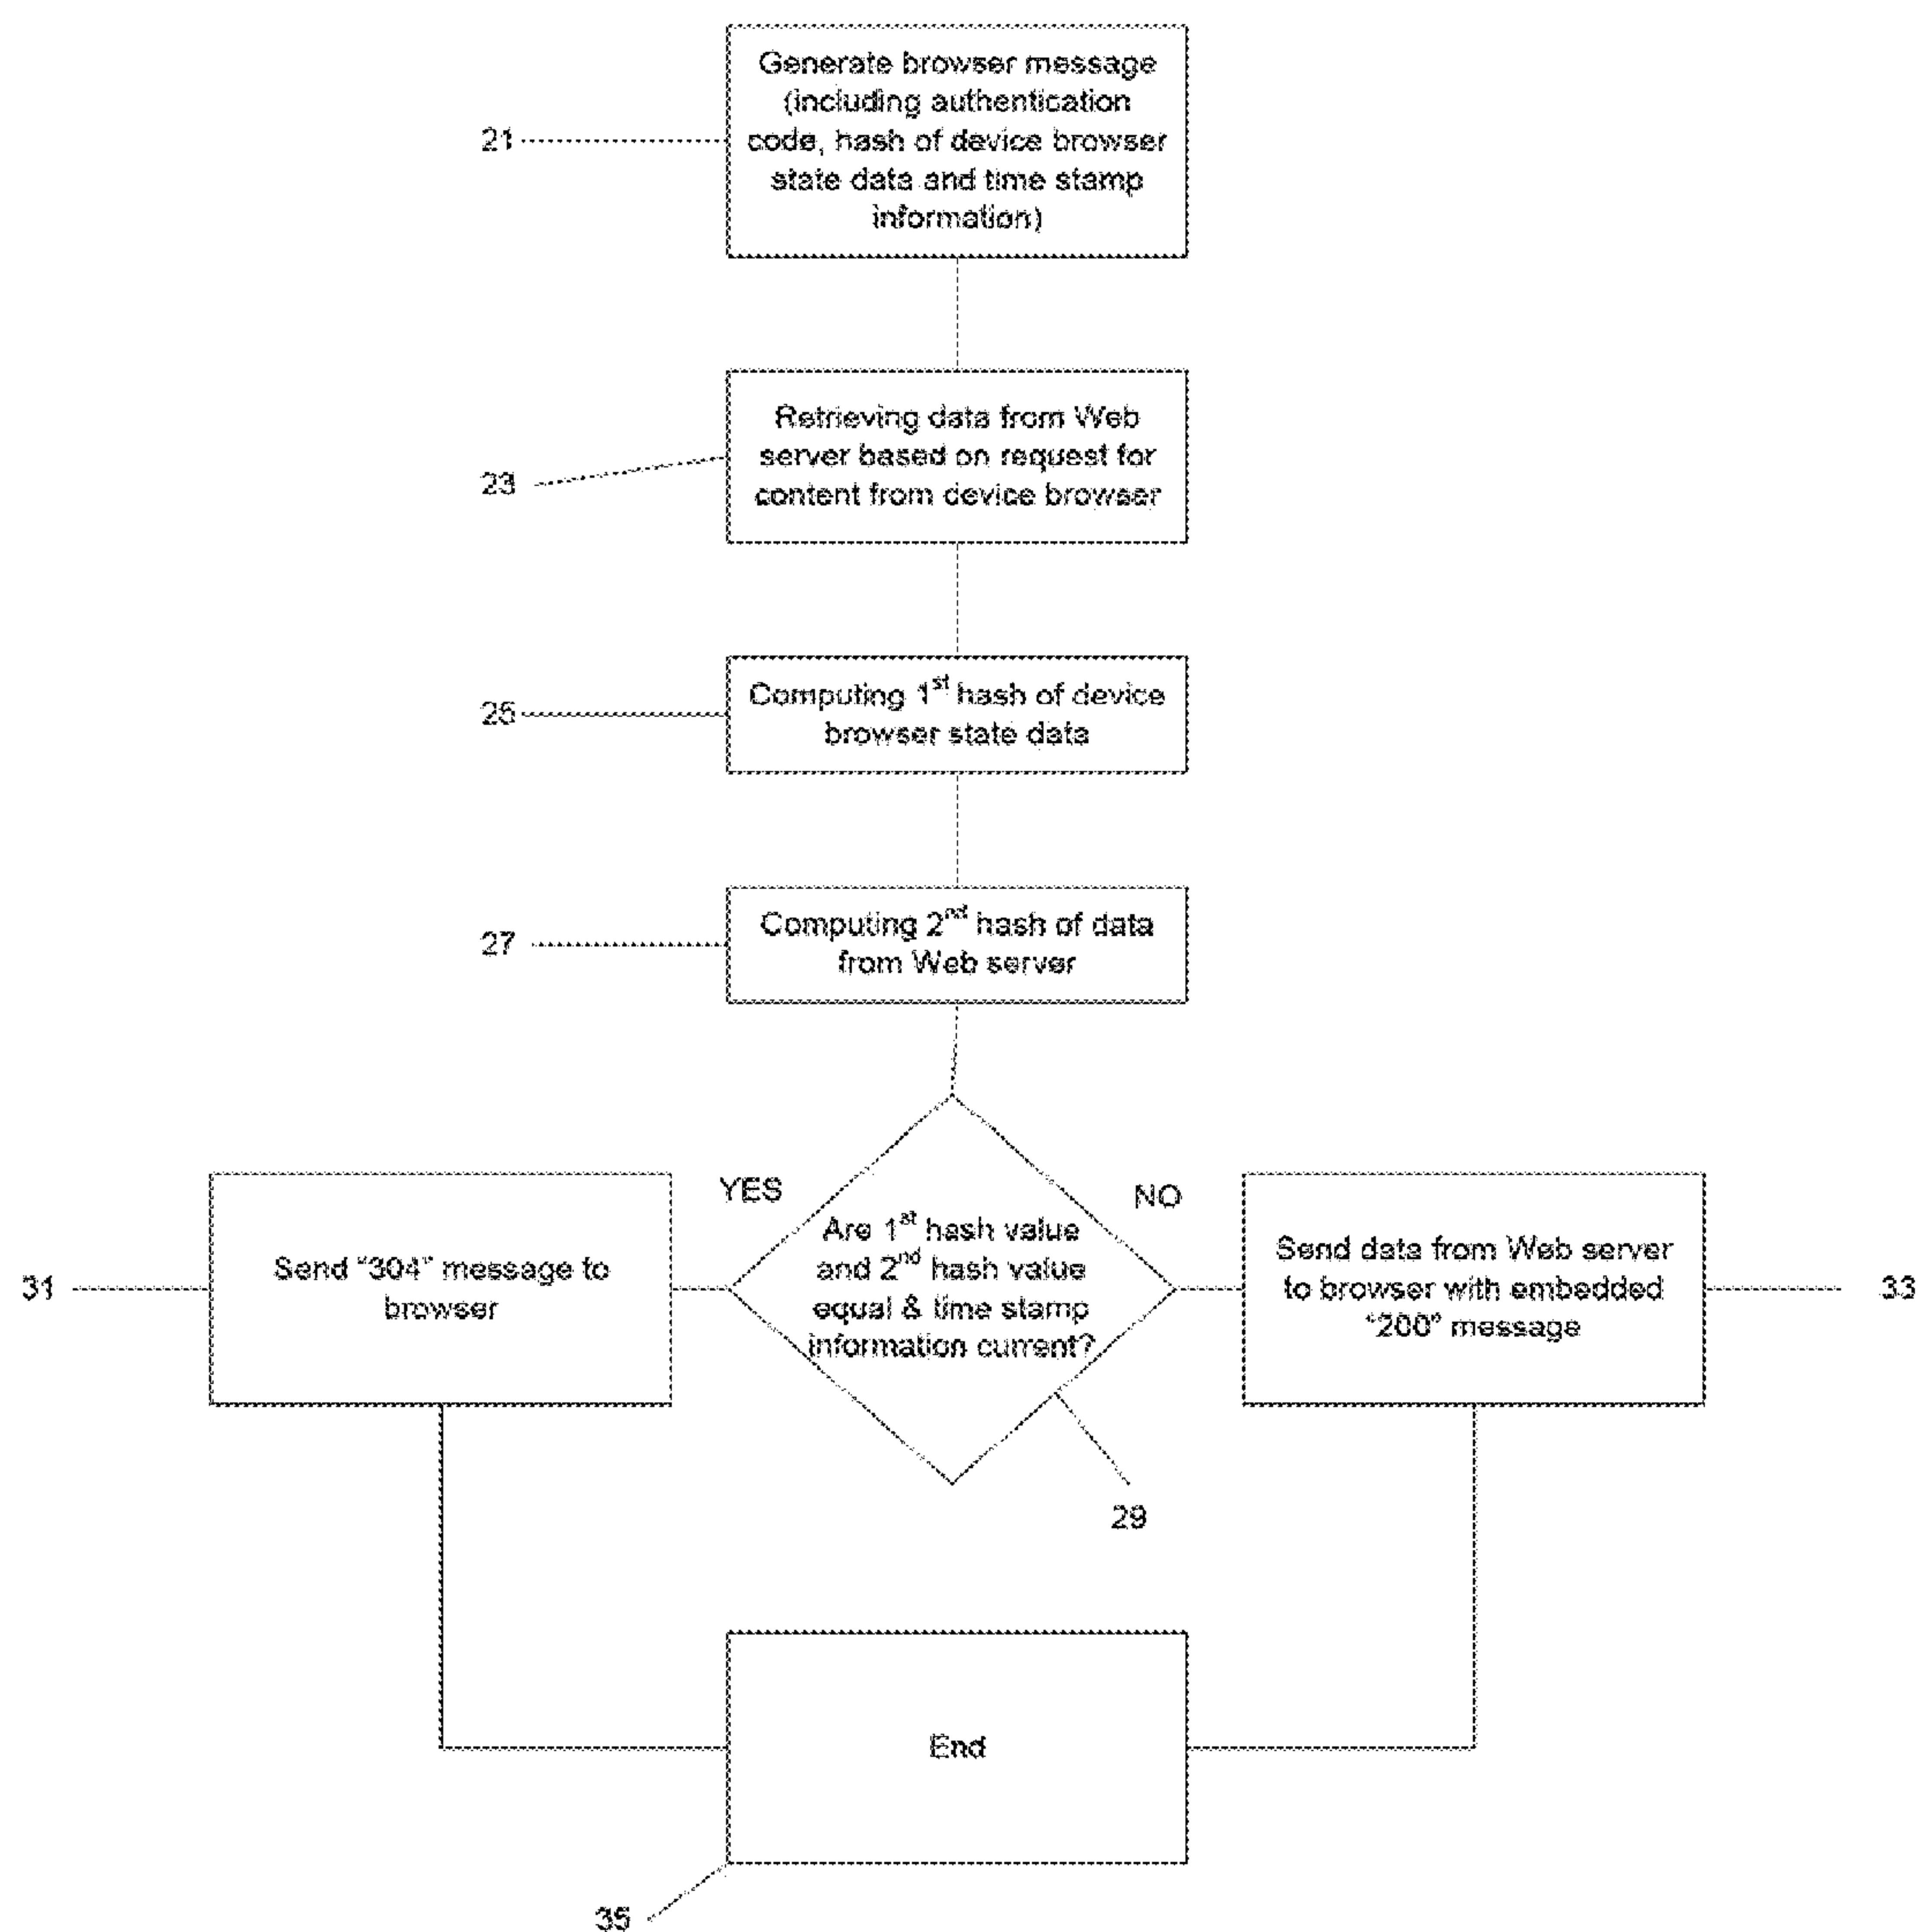 Generate browser message
(including authentication
code, hash of device browser
state data and time stamp
information)
21
Retrieving data from Web
server based on request for
content from device browser
23
Computing 1st hash of device
browser state data
25
Computing 2nd hash of data
from Web server
27
YES
NO
Are 1st hash value
and 2nd hash value
equal & time stamp
information current?
Send "304" message to
browser
31
Send data from Web server
to browser with embedded
"200" message
33
29
End
35